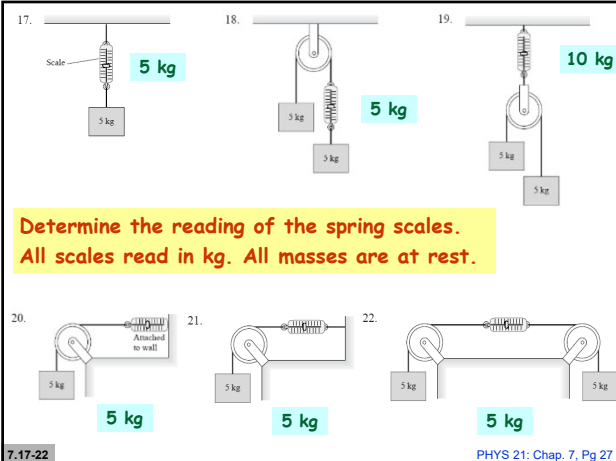 17.
Scale
5 kg
5 kg
18.
5 kg
5 kg
5 kg
19.
10 kg
5 kg
5 kg
Determine the reading of the spring scales.
All scales read in kg. All masses are at rest.
20.
Attached
to wall
5 kg
5 kg
21.
5 kg
5 kg
22.
5 kg
5 kg
5 kg
7.17-22
PHYS 21: Chap. 7, Pg 27